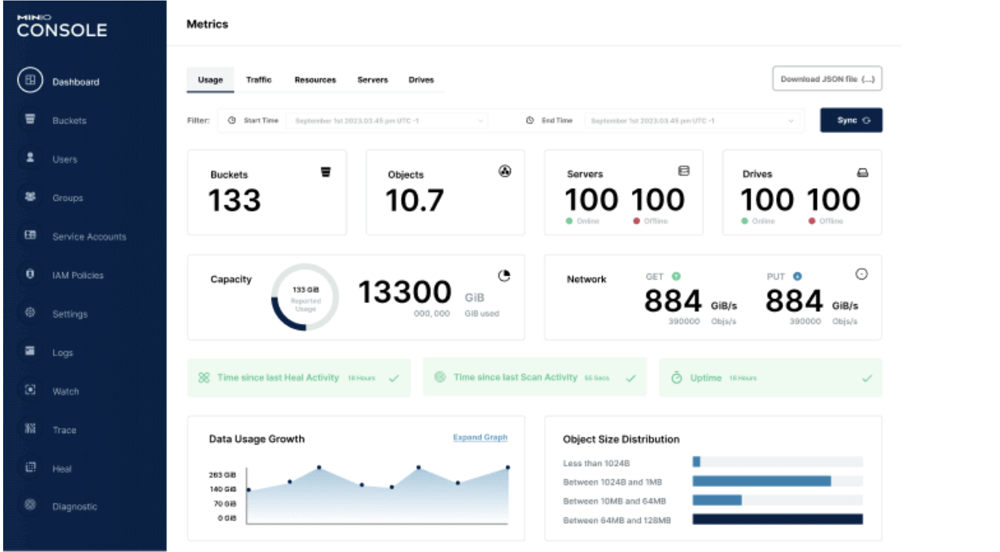 MINIO
CONSOLE
Dashboard
Buckets
Users
Groups
Service Accounts
IAM Policies
Settings
Logs
Watch
Trace
Heal
Diagnostic
Metrics
Usage Traffic Resources Servers Drives
Download JSON file (...)
Filter: Start Time September 1st 2023.03.45 pm UTC -1 End Time September 1st 2023.03.45 pm UTC -1 Sync
Buckets
133
Objects
10.7
Servers
100 100
Online Offline
Drives
100 100
Online Offline
Capacity
133 GiB
Reported
Usage
13300 GiB
000, 000 GiB used
Network
GET PUT
884 GiB/s 884 GiB/s
390000 Objs/s 390000 Objs/s
Time since last Heal Activity 18 Hours
Time since last Scan Activity 55 Secs
Uptime 18 Hours
Data Usage Growth Expand Graph
263 GiB
140 GiB
70 GiB
0 GiB
Object Size Distribution
Less than 1024B
Between 1024B and 1MB
Between 10MB and 64MB
Between 64MB and 128MB